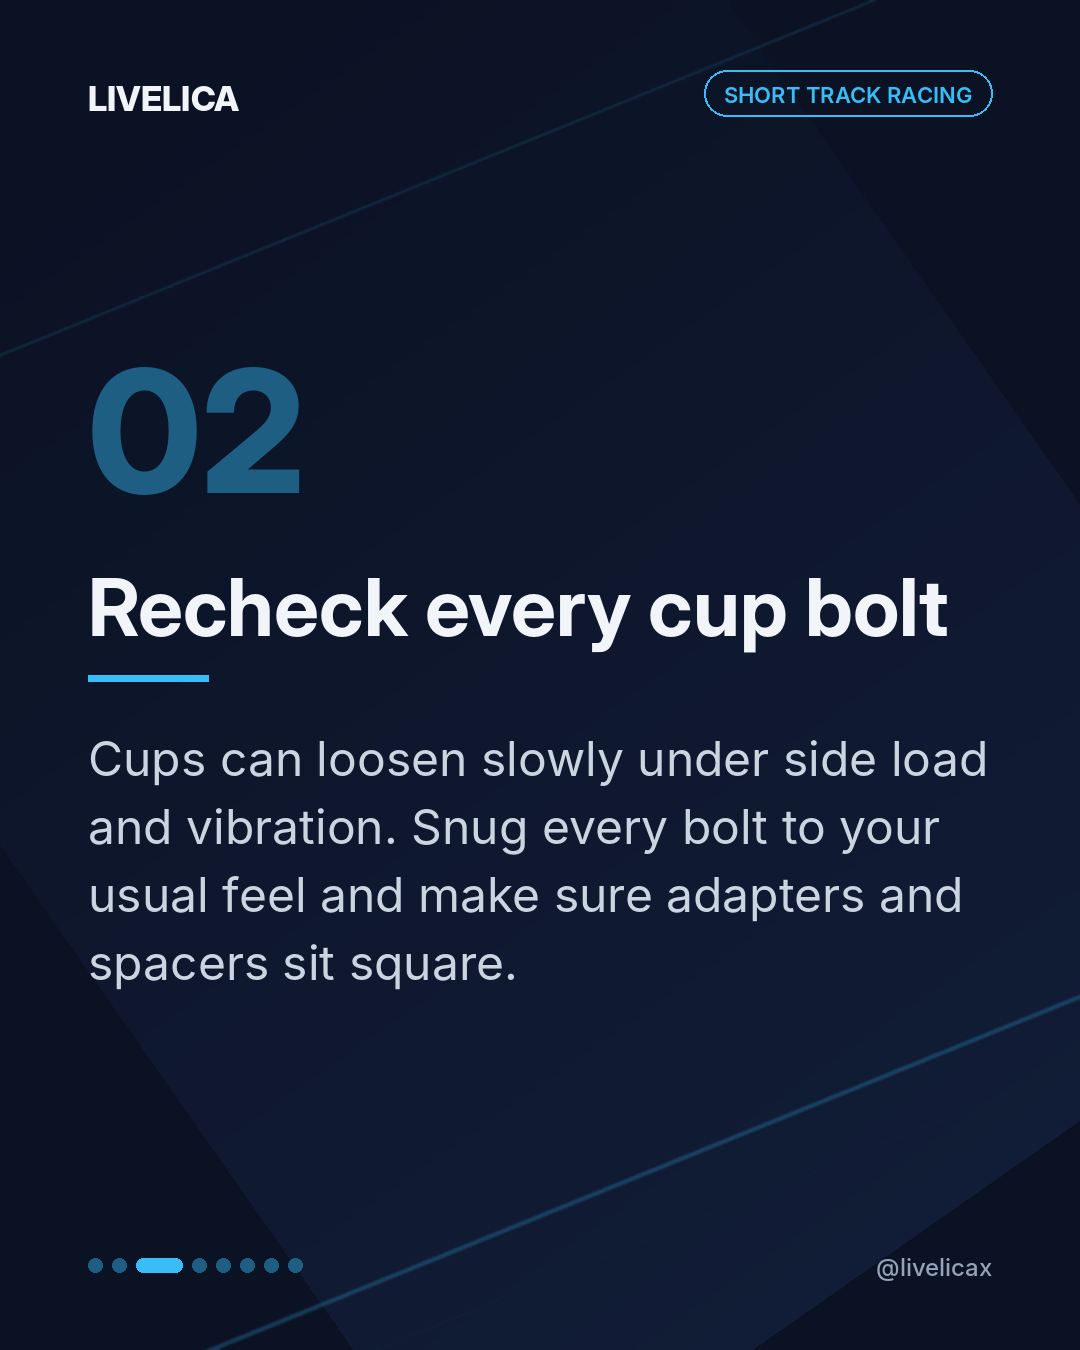 LIVELICA
SHORT TRACK RACING
02
Recheck every cup bolt
Cups can loosen slowly under side load
and vibration. Snug every bolt to your
usual feel and make sure adapters and
spacers sit square.
@livelicax